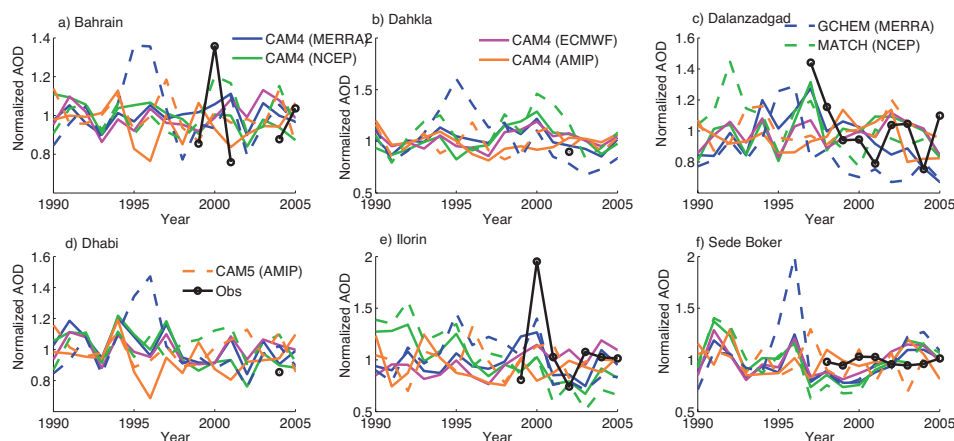 a) Bahrain
b) Dahkla
c) Dalanzadgad
Normalized AOD
1.4
1.2
1
0.8
CAM4 (MERRA)
CAM4 (NCEP)
1990
1995
2000
2005
Year
Normalized AOD
2
1.5
1
0.5
CAM4 (ECMWF)
CAM4 (AMIP)
1990
1995
2000
2005
Year
Normalized AOD
1.6
1.4
1.2
1
0.8
GCHEM (MERRA)
MATCH (NCEP)
1990
1995
2000
2005
Year
d) Dhabi
e) Ilorin
f) Sede Boker
Normalized AOD
1.6
1.4
1.2
1
0.8
CAM5 (AMIP)
Obs
1990
1995
2000
2005
Year
Normalized AOD
2
1.5
1
0.5
1990
1995
2000
2005
Year
Normalized AOD
2
1.5
1
0.5
1990
1995
2000
2005
Year